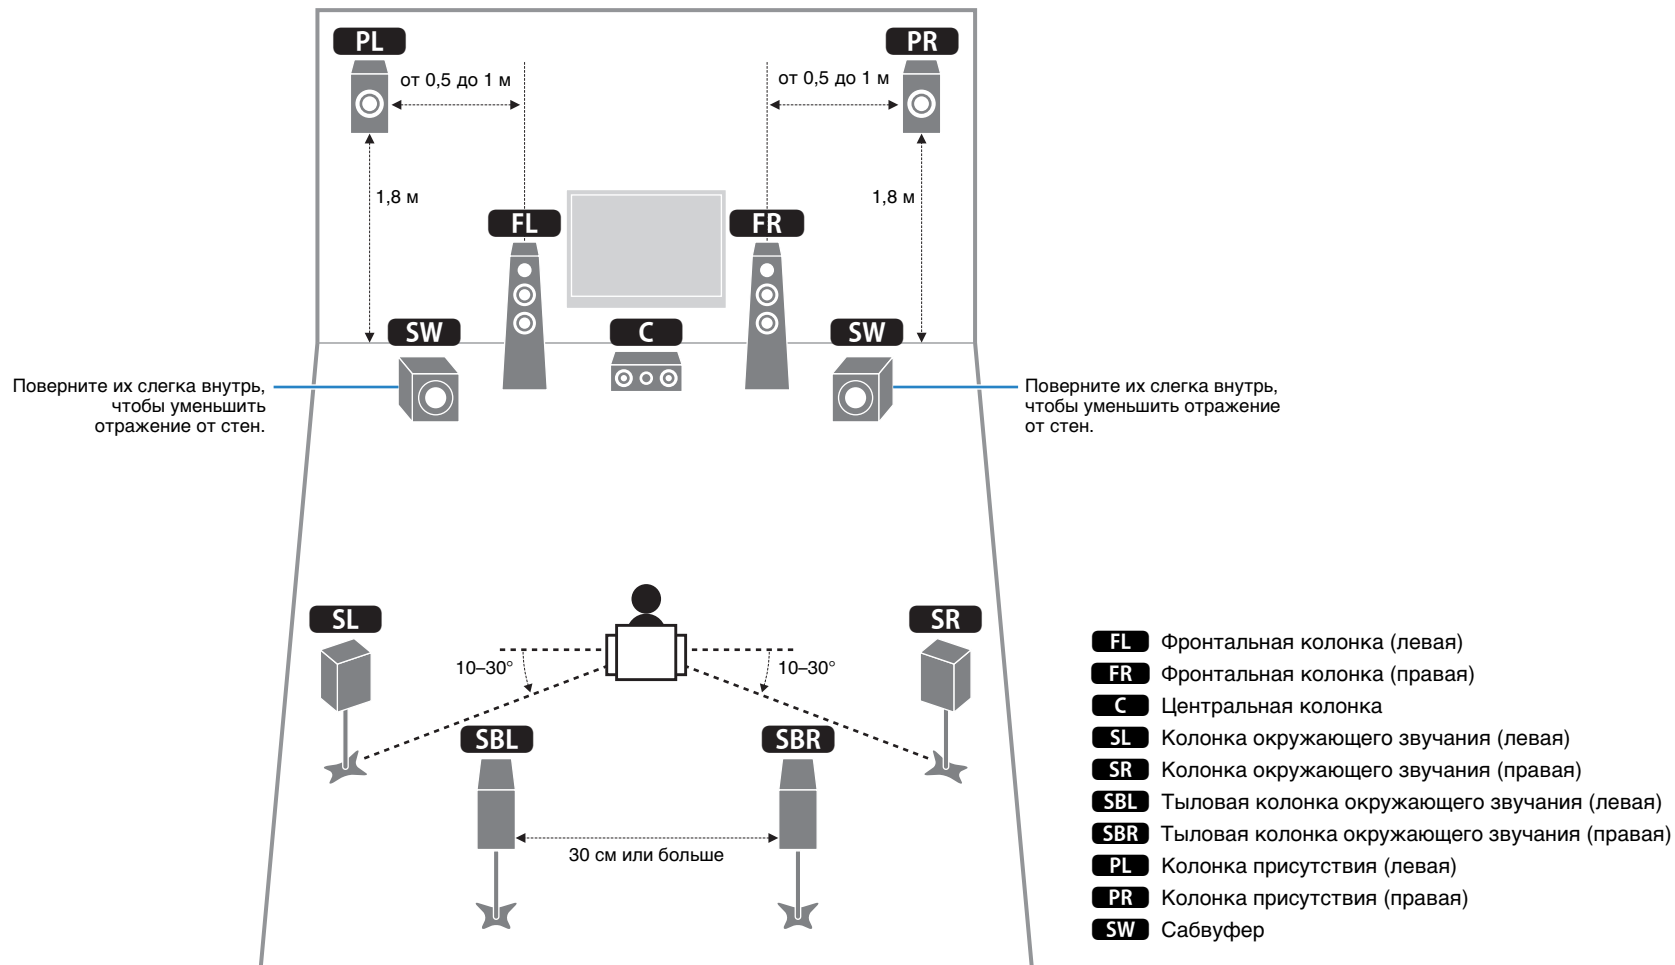 PL
PR
от 0,5 до 1 м
от 0,5 до 1 м
1,8 м
1,8 м
FL
FR
SW
C
SW
Поверните их слегка внутрь,
чтобы уменьшить
отражение от стен.
Поверните их слегка внутрь,
чтобы уменьшить отражение
от стен.
SL
SR
10–30°
10–30°
SBL
SBR
30 см или больше
FL Фронтальная колонка (левая)
FR Фронтальная колонка (правая)
C Центральная колонка
SL Колонка окружающего звучания (левая)
SR Колонка окружающего звучания (правая)
SBL Тыловая колонка окружающего звучания (левая)
SBR Тыловая колонка окружающего звучания (правая)
PL Колонка присутствия (левая)
PR Колонка присутствия (правая)
SW Сабвуфер